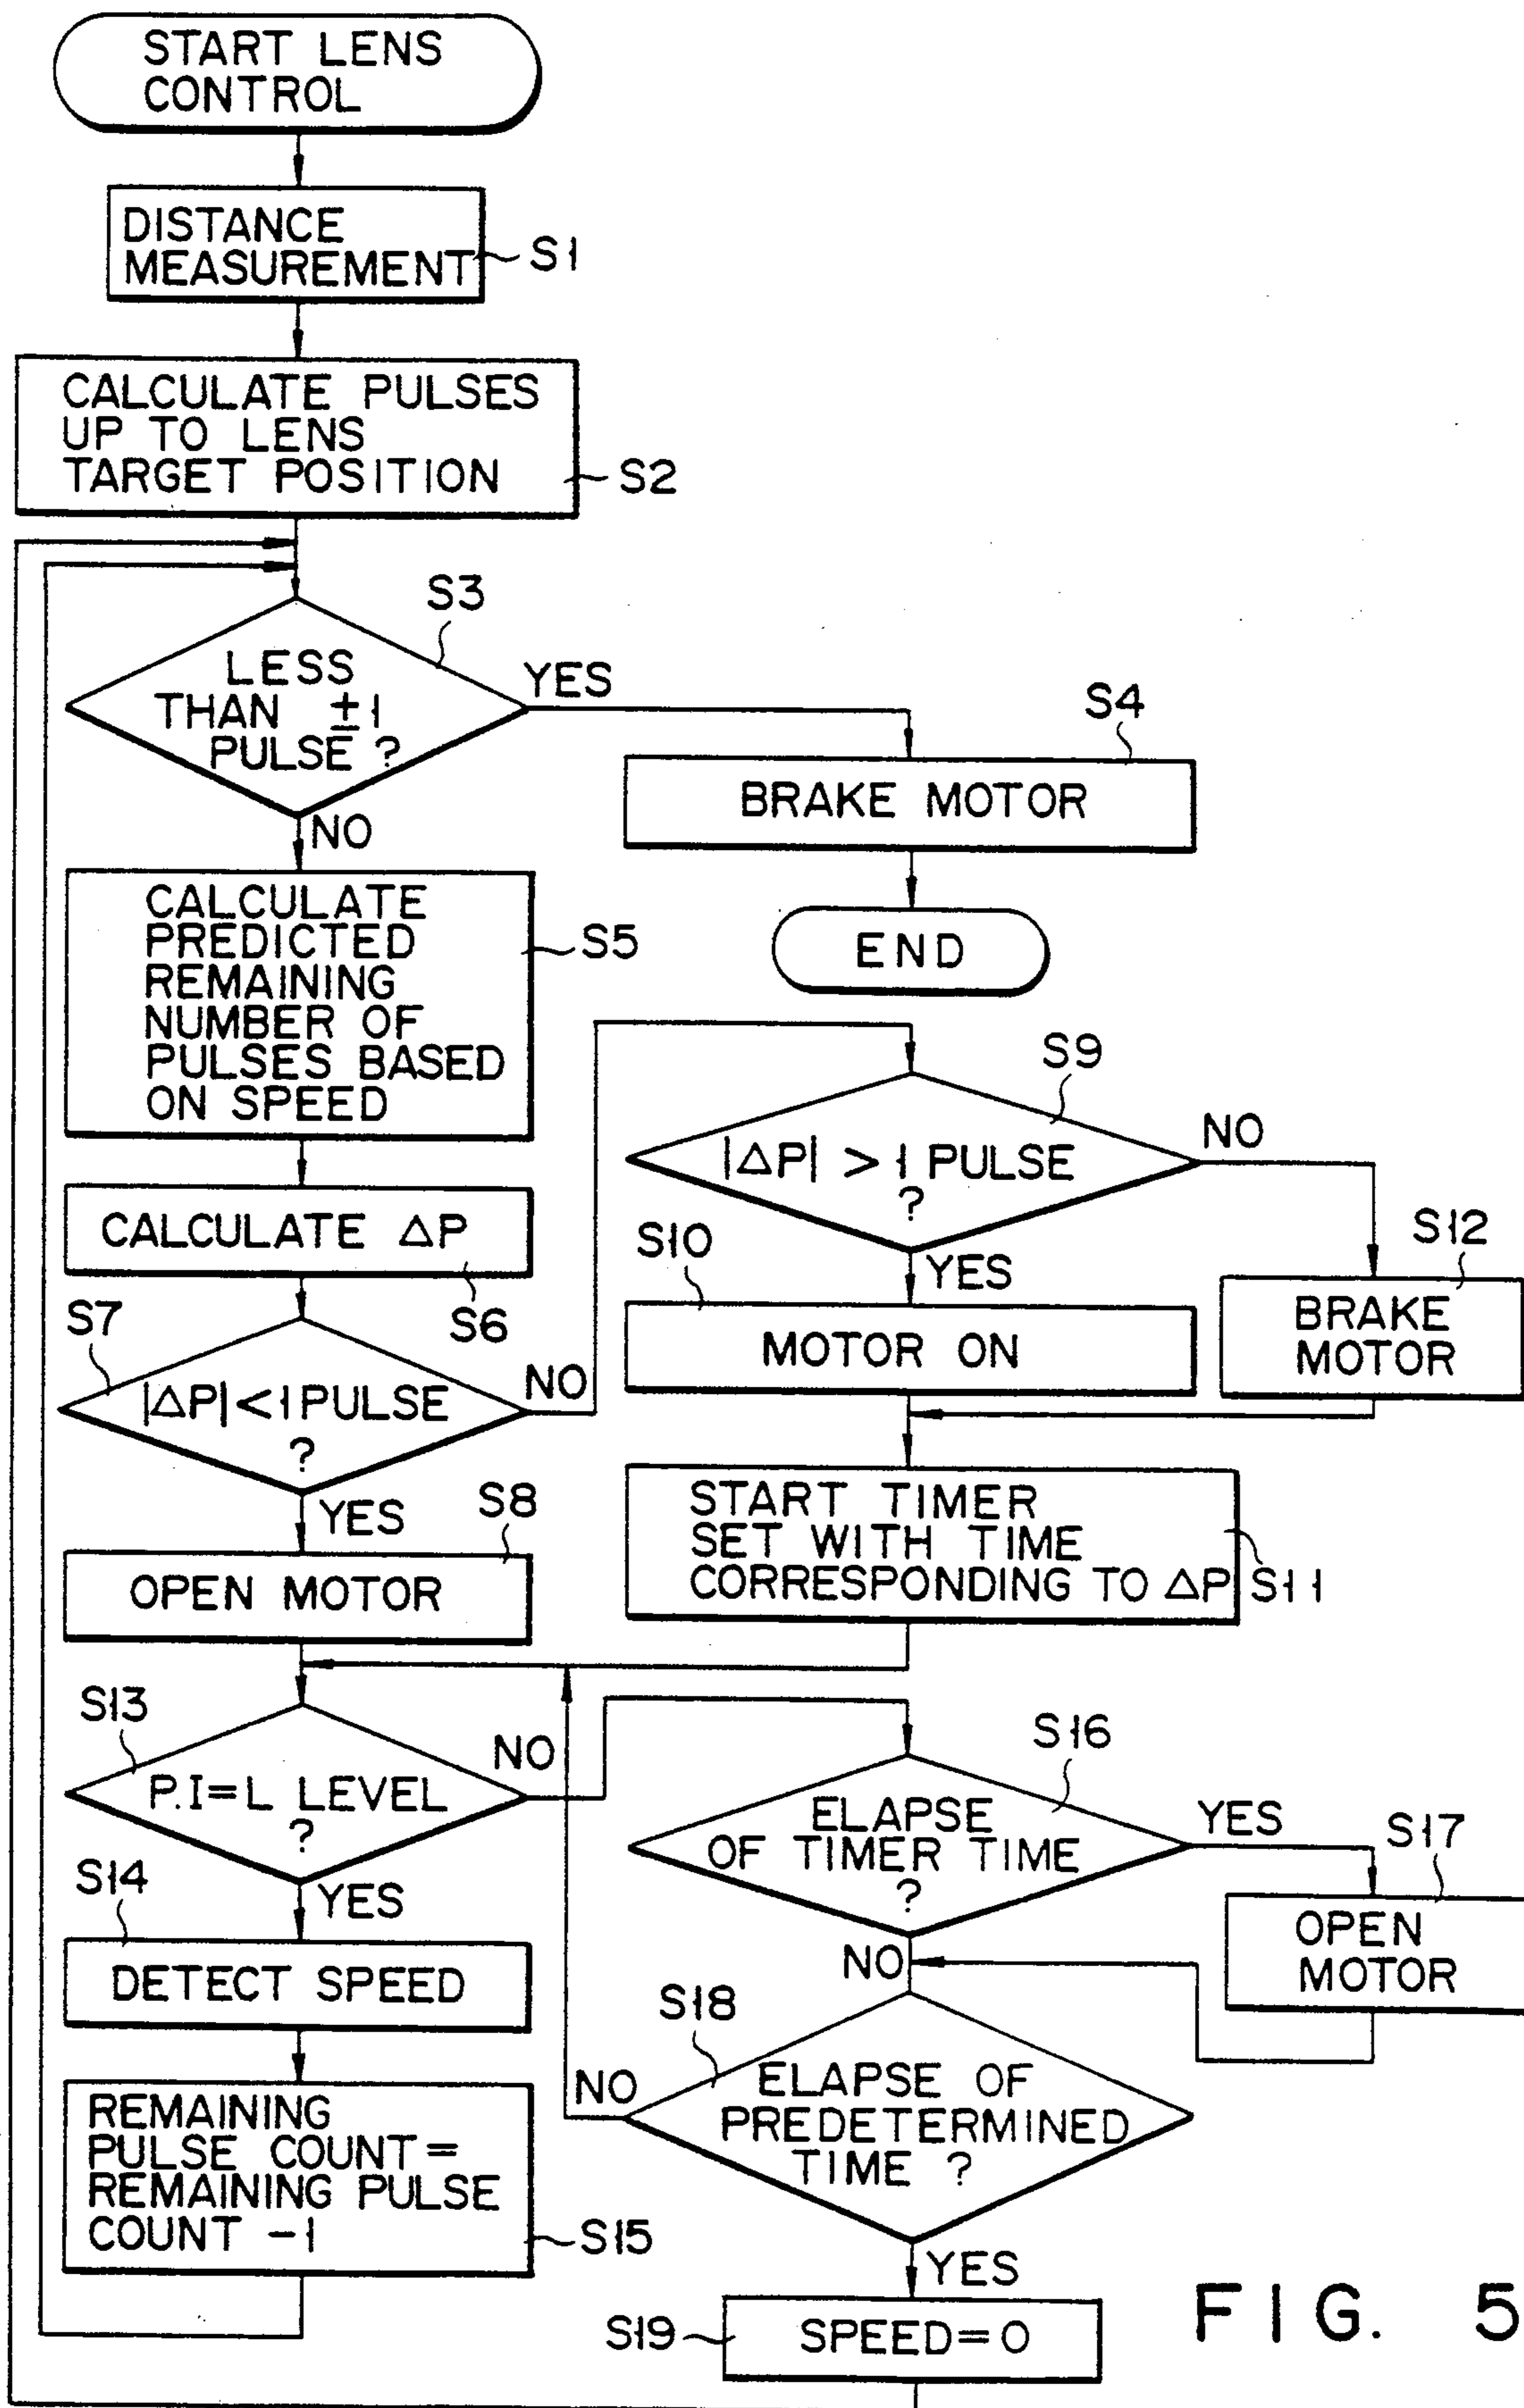 START LENS
CONTROL
DISTANCE
MEASUREMENT
S1
CALCULATE PULSES
UP TO LENS
TARGET POSITION
S2
S3
LESS
THAN ±1
PULSE ?
YES
NO
S4
BRAKE MOTOR
END
CALCULATE
PREDICTED
REMAINING
NUMBER OF
PULSES BASED
ON SPEED
S5
CALCULATE △P
S6
S7
|△P|<1 PULSE
?
NO
YES
S8
OPEN MOTOR
S9
|△P| > 1 PULSE
?
NO
YES
S10
MOTOR ON
S12
BRAKE
MOTOR
START TIMER
SET WITH TIME
CORRESPONDING TO △P
S11
S13
P.I=L LEVEL
?
NO
YES
S14
DETECT SPEED
REMAINING
PULSE COUNT=
REMAINING PULSE
COUNT -1
S15
S16
ELAPSE
OF TIMER TIME
?
YES
NO
S17
OPEN
MOTOR
S18
ELAPSE OF
PREDETERMINED
TIME ?
NO
YES
S19
SPEED=0
FIG. 5